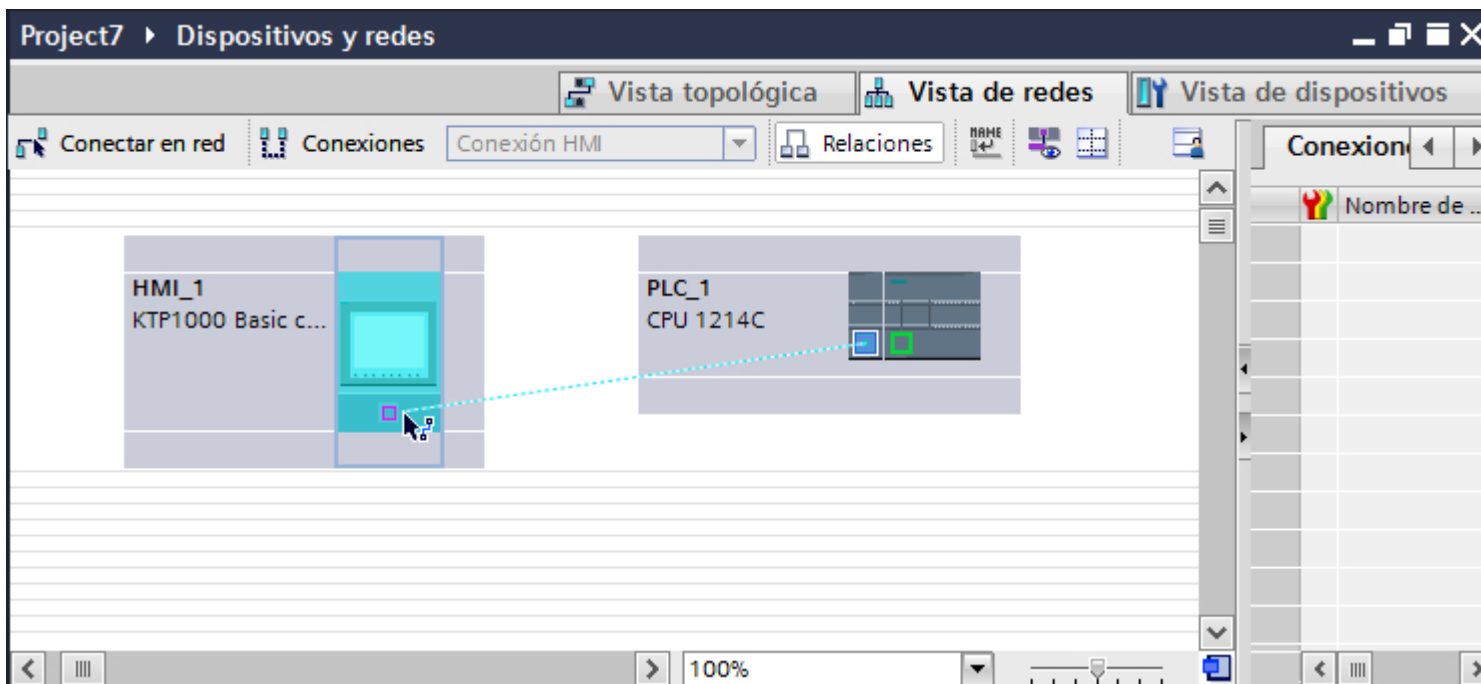 Project7 ▸ Dispositivos y redes
Vista topológica Vista de redes Vista de dispositivos
Conectar en red Conexiones Conexión HMI Relaciones NAME Conexion
Nombre de ...
HMI_1
KTP1000 Basic c...
PLC_1
CPU 1214C
100%